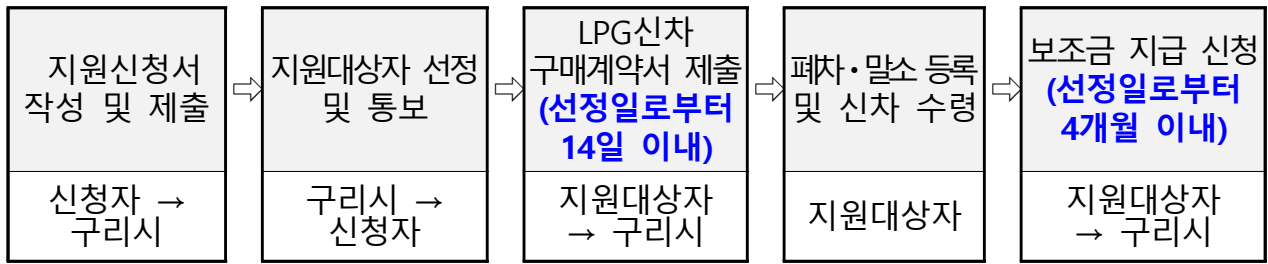 지원신청서
작성 및 제출
신청자 →
구리시
⇨
지원대상자 선정
및 통보
구리시 →
신청자
⇨
LPG신차
구매계약서 제출
(선정일로부터
14일 이내)
지원대상자
→ 구리시
⇨
폐차·말소 등록
및 신차 수령
지원대상자
⇨
보조금 지급 신청
(선정일로부터
4개월 이내)
지원대상자
→ 구리시